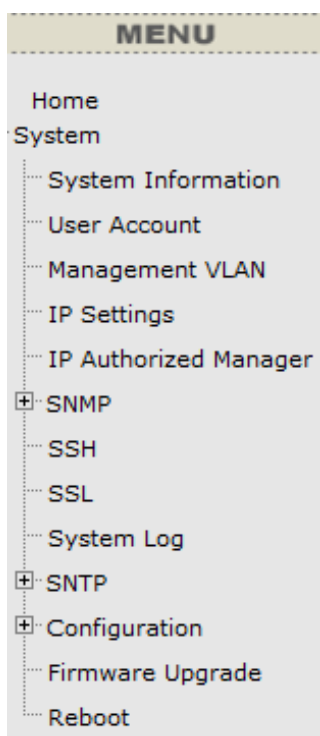 MENU
Home
System
System Information
User Account
Management VLAN
IP Settings
IP Authorized Manager
SNMP
SSH
SSL
System Log
SNTP
Configuration
Firmware Upgrade
Reboot